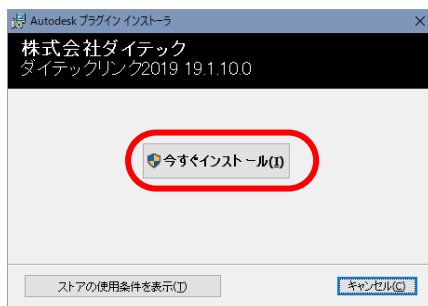 Autodesk プラグイン インストーラ
株式会社ダイテック
ダイテックリンク2019 19.1.10.0
今すぐインストール(I)
ストアの使用条件を表示(T)
キャンセル(C)